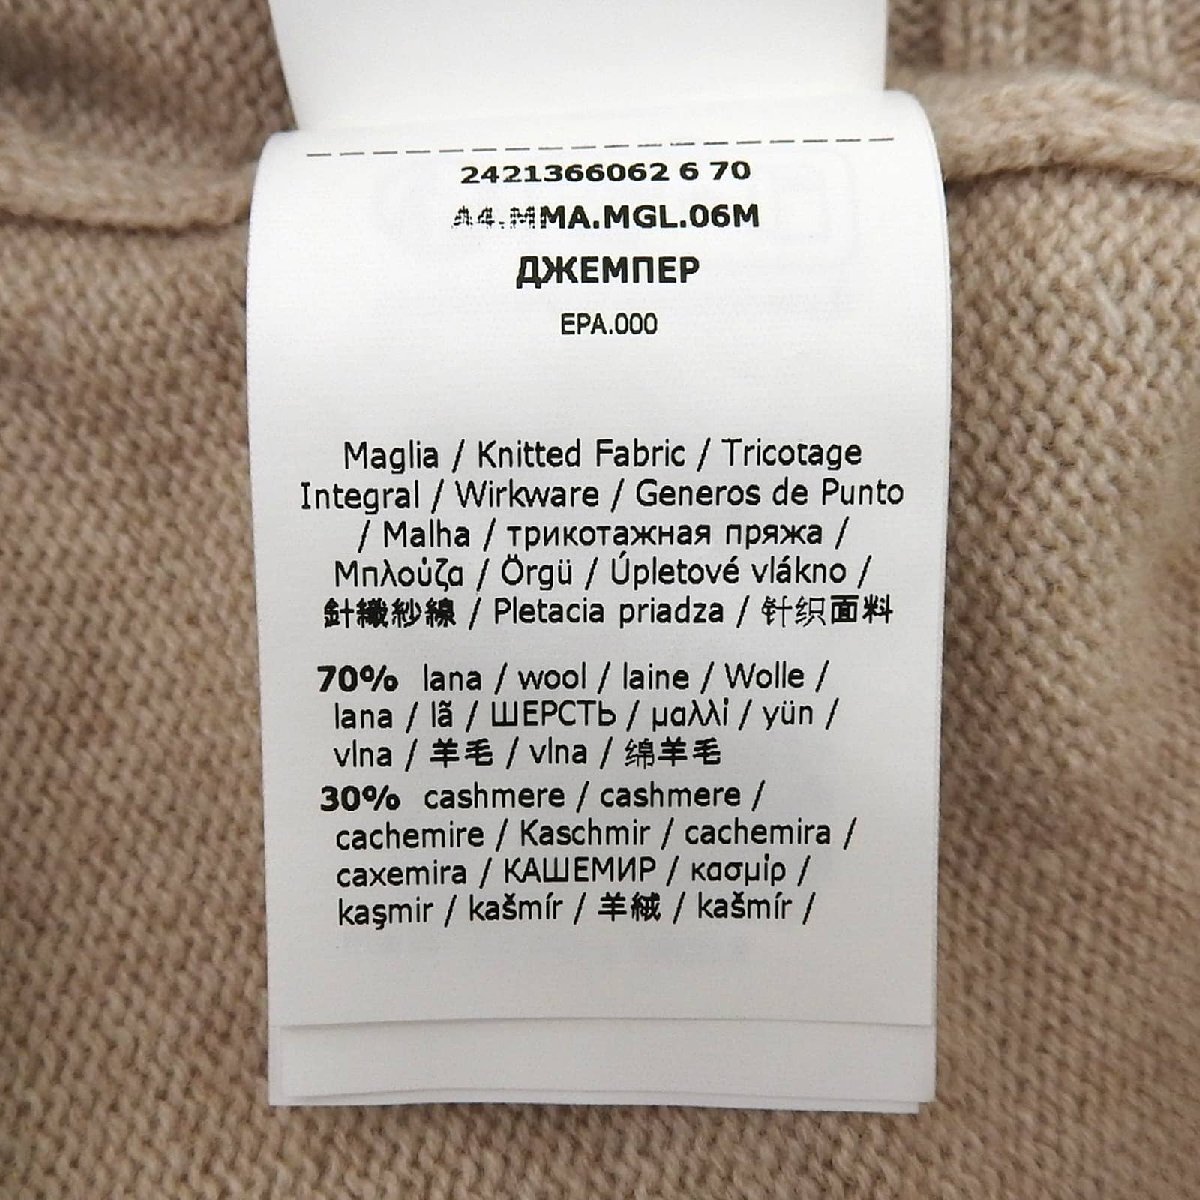 2421366062 6 70
A4.MMA.MGL.06M
ДЖЕМПЕР
EPA.000
Maglia / Knitted Fabric / Tricotage
Integral / Wirkware / Generos de Punto
/ Malha / трикотажная пряжа /
Μπλούζα / Örgü / Úpletové vlákno /
針織紗線 / Pletacia priadza / 针织面料
70% lana / wool / laine / Wolle /
lana / lã / ШЕРСТЬ / μαλλί / yün /
vlna / 羊毛 / vlna / 绵羊毛
30% cashmere / cashmere /
cachemire / Kaschmir / cachemira /
caxemira / КАШЕМИР / κασμίρ /
kaşmir / kašmír / 羊絨 / kašmír /